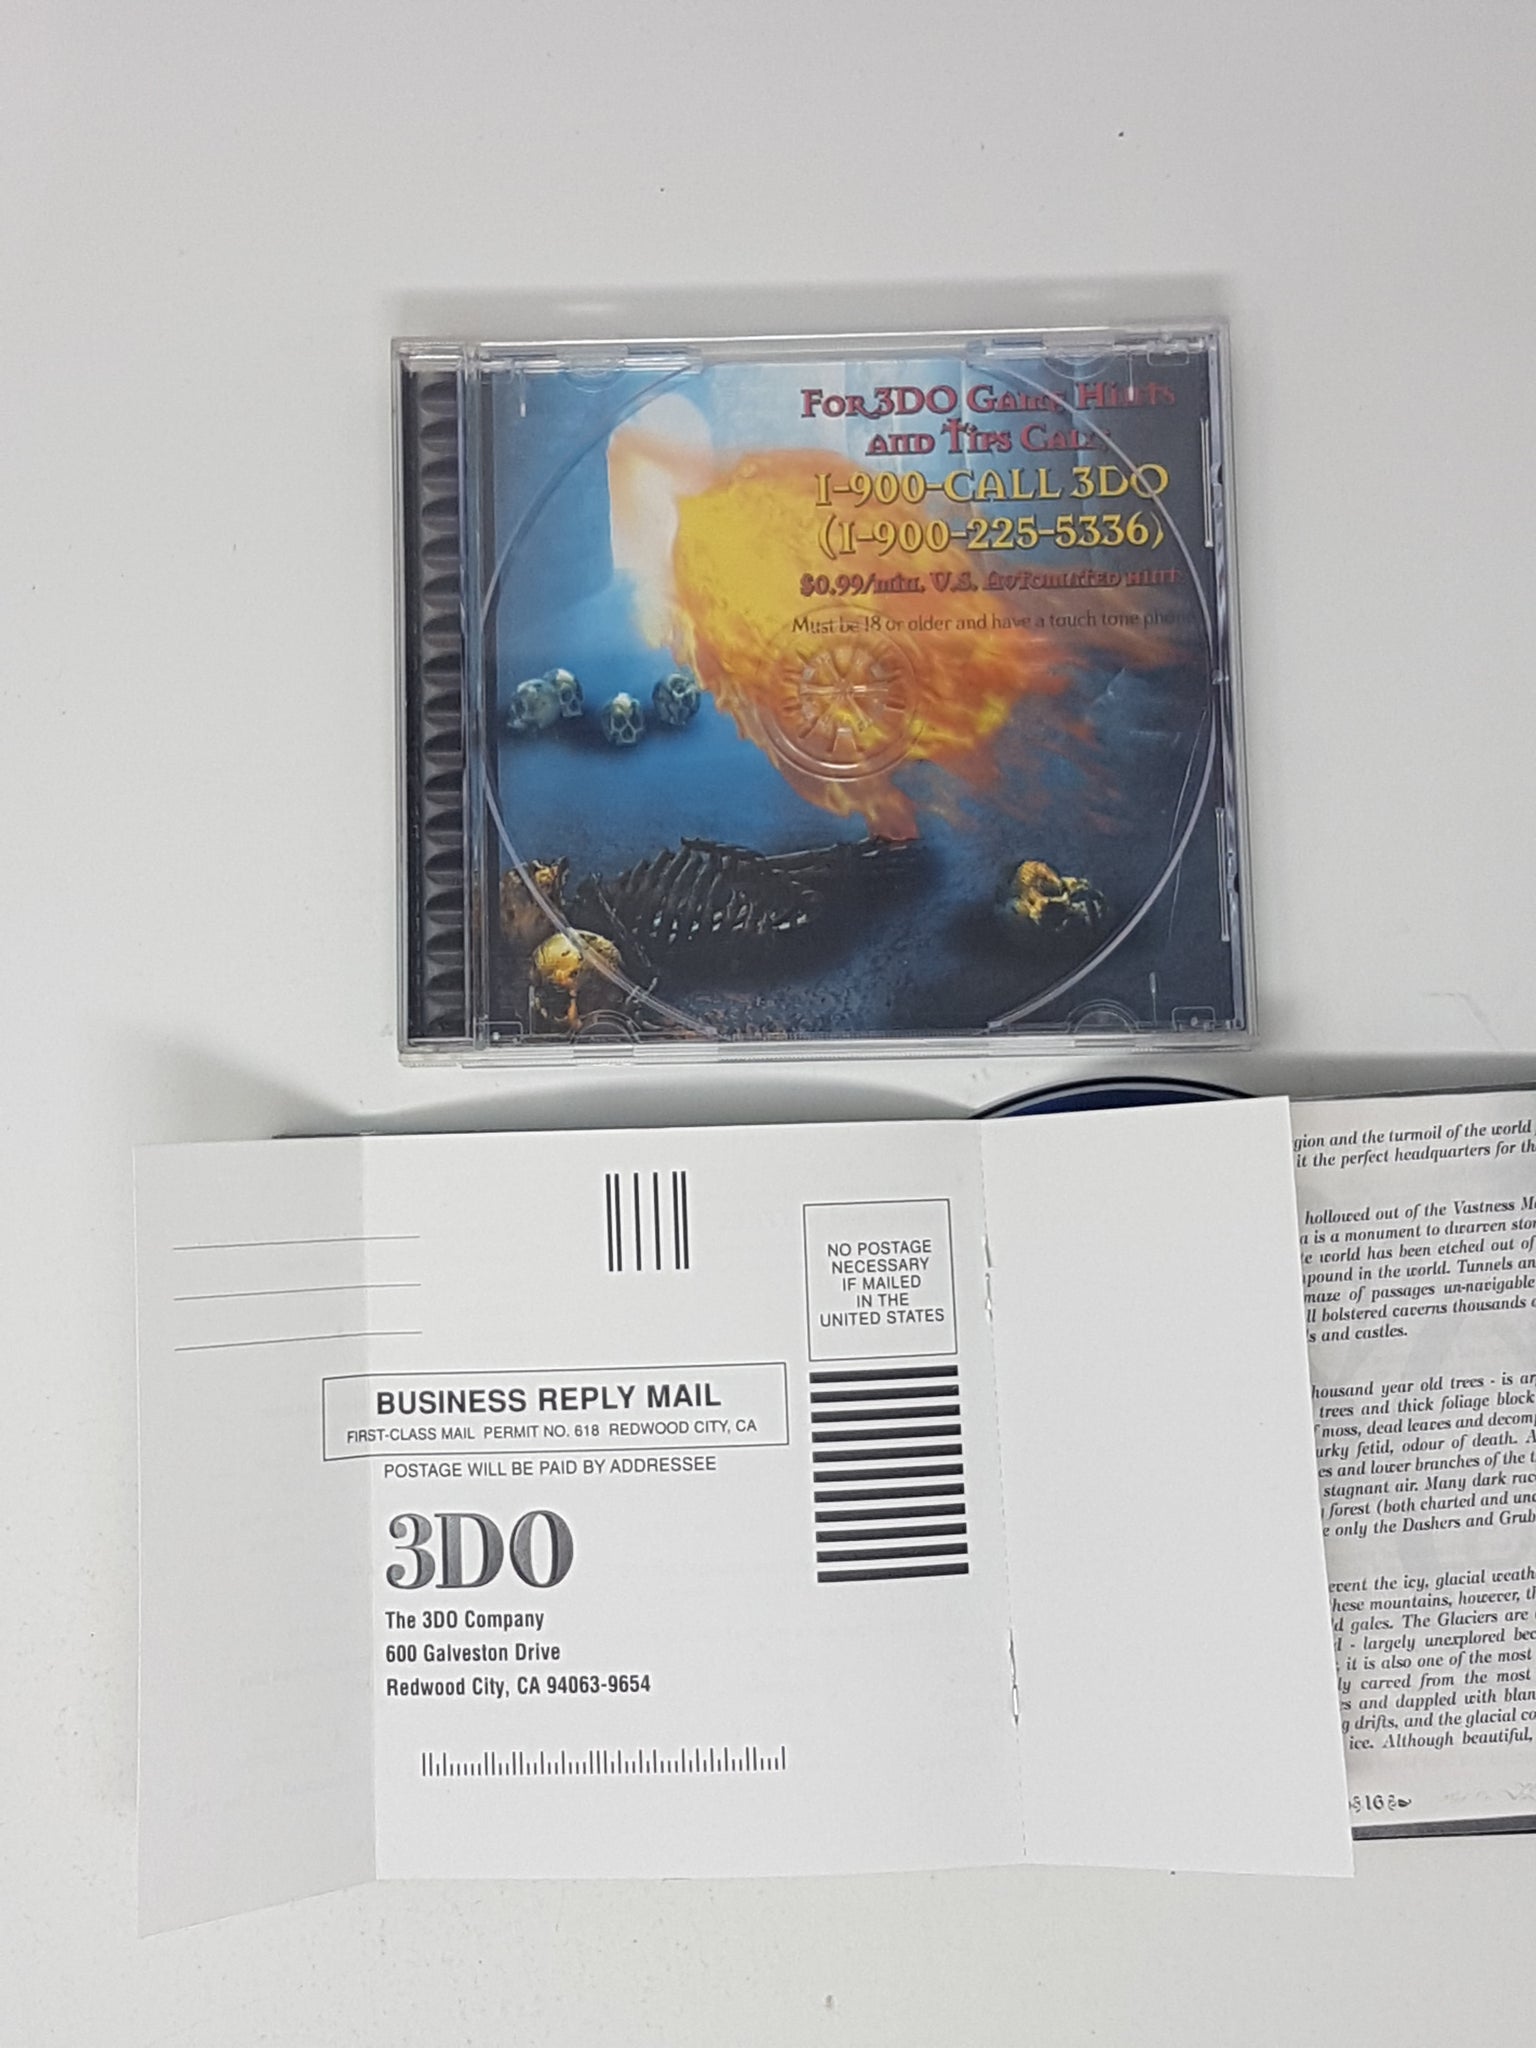 For 3DO Game Hints
and Tips Call:
1-900-CALL 3DO
(1-900-225-5336)
$0.99/min. U.S. Automated hint
Must be 18 or older and have a touch tone phone
NO POSTAGE
NECESSARY
IF MAILED
IN THE
UNITED STATES
BUSINESS REPLY MAIL
FIRST-CLASS MAIL PERMIT NO. 618 REDWOOD CITY, CA
POSTAGE WILL BE PAID BY ADDRESSEE
3DO
The 3DO Company
600 Galveston Drive
Redwood City, CA 94063-9654
and the turmoil of the world
it the perfect headquarters for
hollowed out of the Vastness
is a monument to dwarven
world has been etched out of
in the world. Tunnels
maze of passages un-navigable
bolstered caverns thousands
and castles.
year old trees - is
trees and thick foliage block
moss, dead leaves and
fetid, odour of death.
and lower branches of the
stagnant air. Many dark
forest (both charted and
only the Dashers and
the icy, glacial
these mountains, however,
gales. The Glaciers are
- largely unexplored
it is also one of the most
carved from the most
and dappled with
drifts, and the glacial
ice. Although beautiful,
16